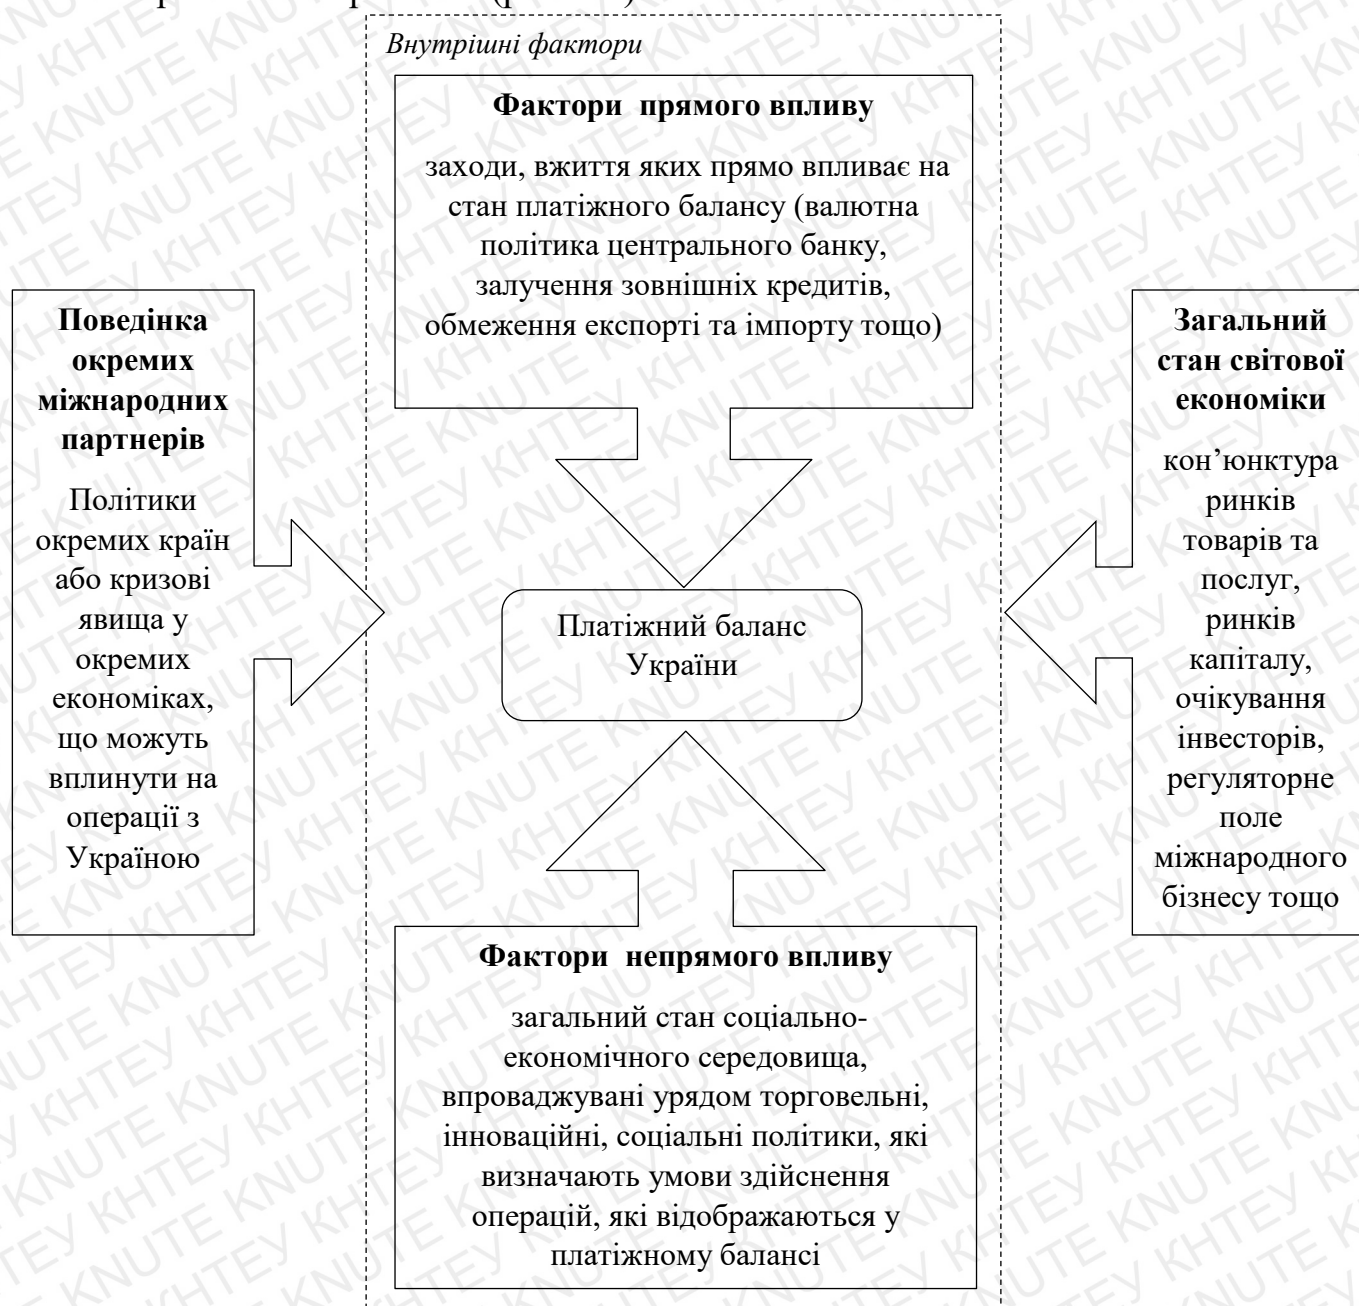 Внутрішні фактори
Фактори прямого впливу
заходи, вжиття яких прямо впливає на
стан платіжного балансу (валютна
політика центрального банку,
залучення зовнішніх кредитів,
обмеження експорті та імпорту тощо)
Поведінка
окремих
міжнародних
партнерів
Політики
окремих країн
або кризові
явища у
окремих
економіках,
що можуть
вплинути на
операції з
Україною
Платіжний баланс
України
Загальний
стан світової
економіки
кон’юнктура
ринків
товарів та
послуг,
ринків
капіталу,
очікування
інвесторів,
регуляторне
поле
міжнародного
бізнесу тощо
Фактори непрямого впливу
загальний стан соціально-
економічного середовища,
впроваджувані урядом торговельні,
інноваційні, соціальні політики, які
визначають умови здійснення
операцій, які відображаються у
платіжному балансі